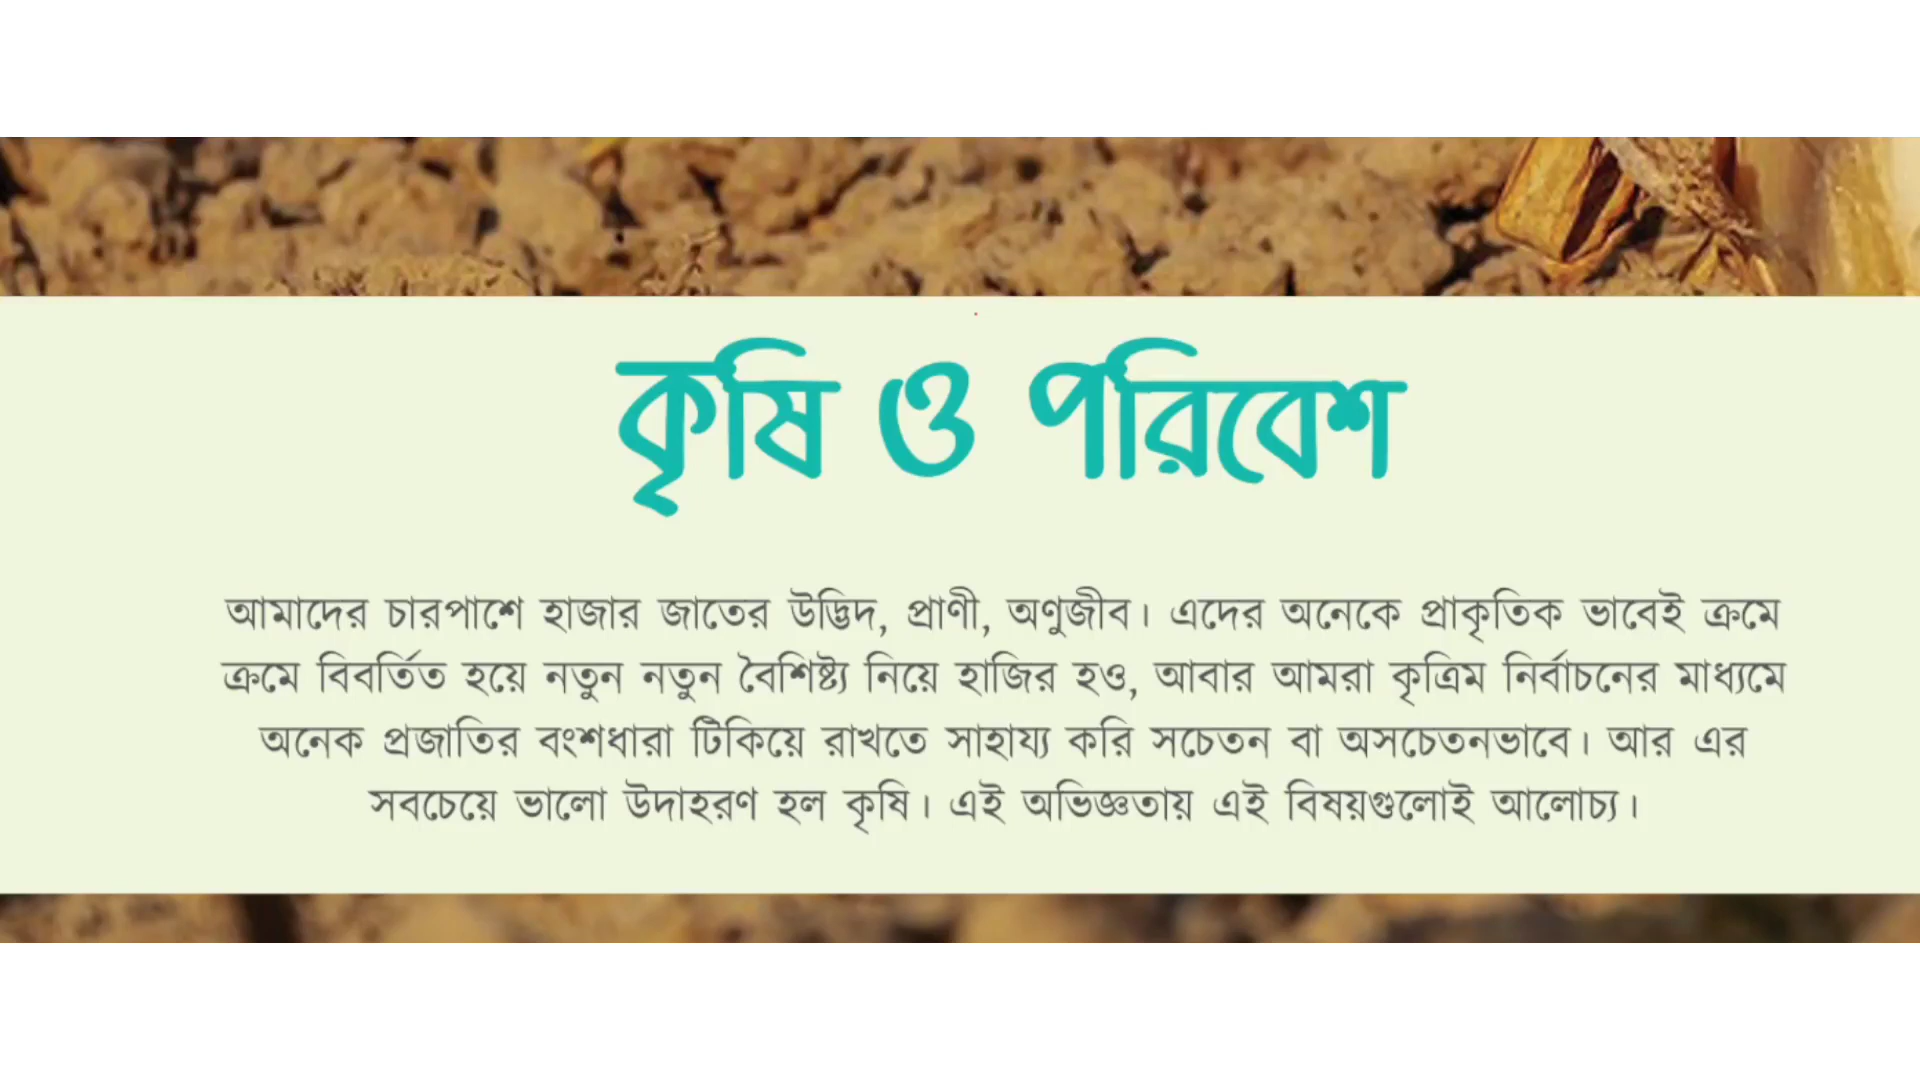 কৃষি ও পরিবেশ
আমাদের চারপাশে হাজার জাতের উদ্ভিদ, প্রাণী, অণুজীব। এদের অনেকে প্রাকৃতিক ভাবেই ক্রমে
ক্রমে বিবর্তিত হয়ে নতুন নতুন বৈশিষ্ট্য নিয়ে হাজির হও, আবার আমরা কৃত্রিম নির্বাচনের মাধ্যমে
অনেক প্রজাতির বংশধারা টিকিয়ে রাখতে সাহায্য করি সচেতন বা অসচেতনভাবে। আর এর
সবচেয়ে ভালো উদাহরণ হল কৃষি। এই অভিজ্ঞতায় এই বিষয়গুলোই আলোচ্য।